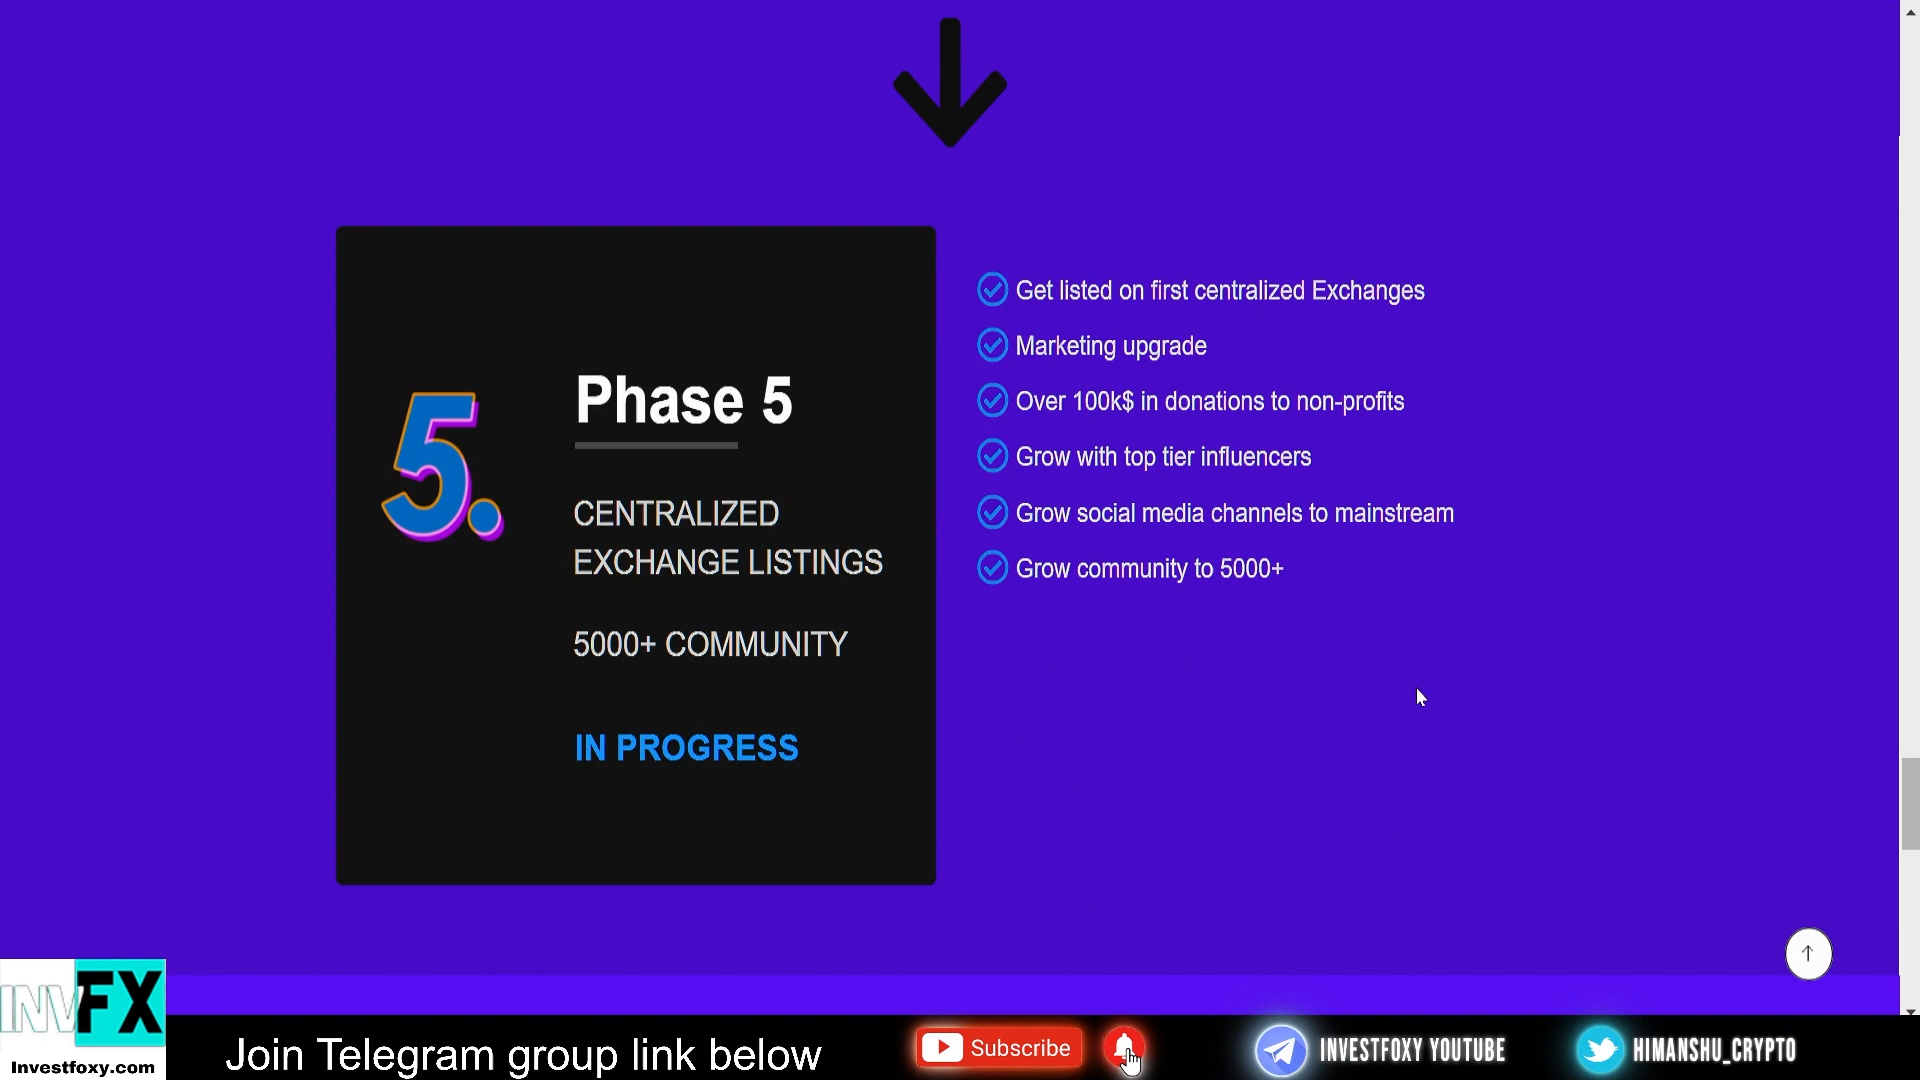 5.
Phase 5
CENTRALIZED
EXCHANGE LISTINGS
5000+ COMMUNITY
IN PROGRESS
Get listed on first centralized Exchanges
Marketing upgrade
Over 100k$ in donations to non-profits
Grow with top tier influencers
Grow social media channels to mainstream
Grow community to 5000+
INVFX
Investfoxy.com
Join Telegram group link below
Subscribe
INVESTFOXY YOUTUBE
HIMANSHU_CRYPTO